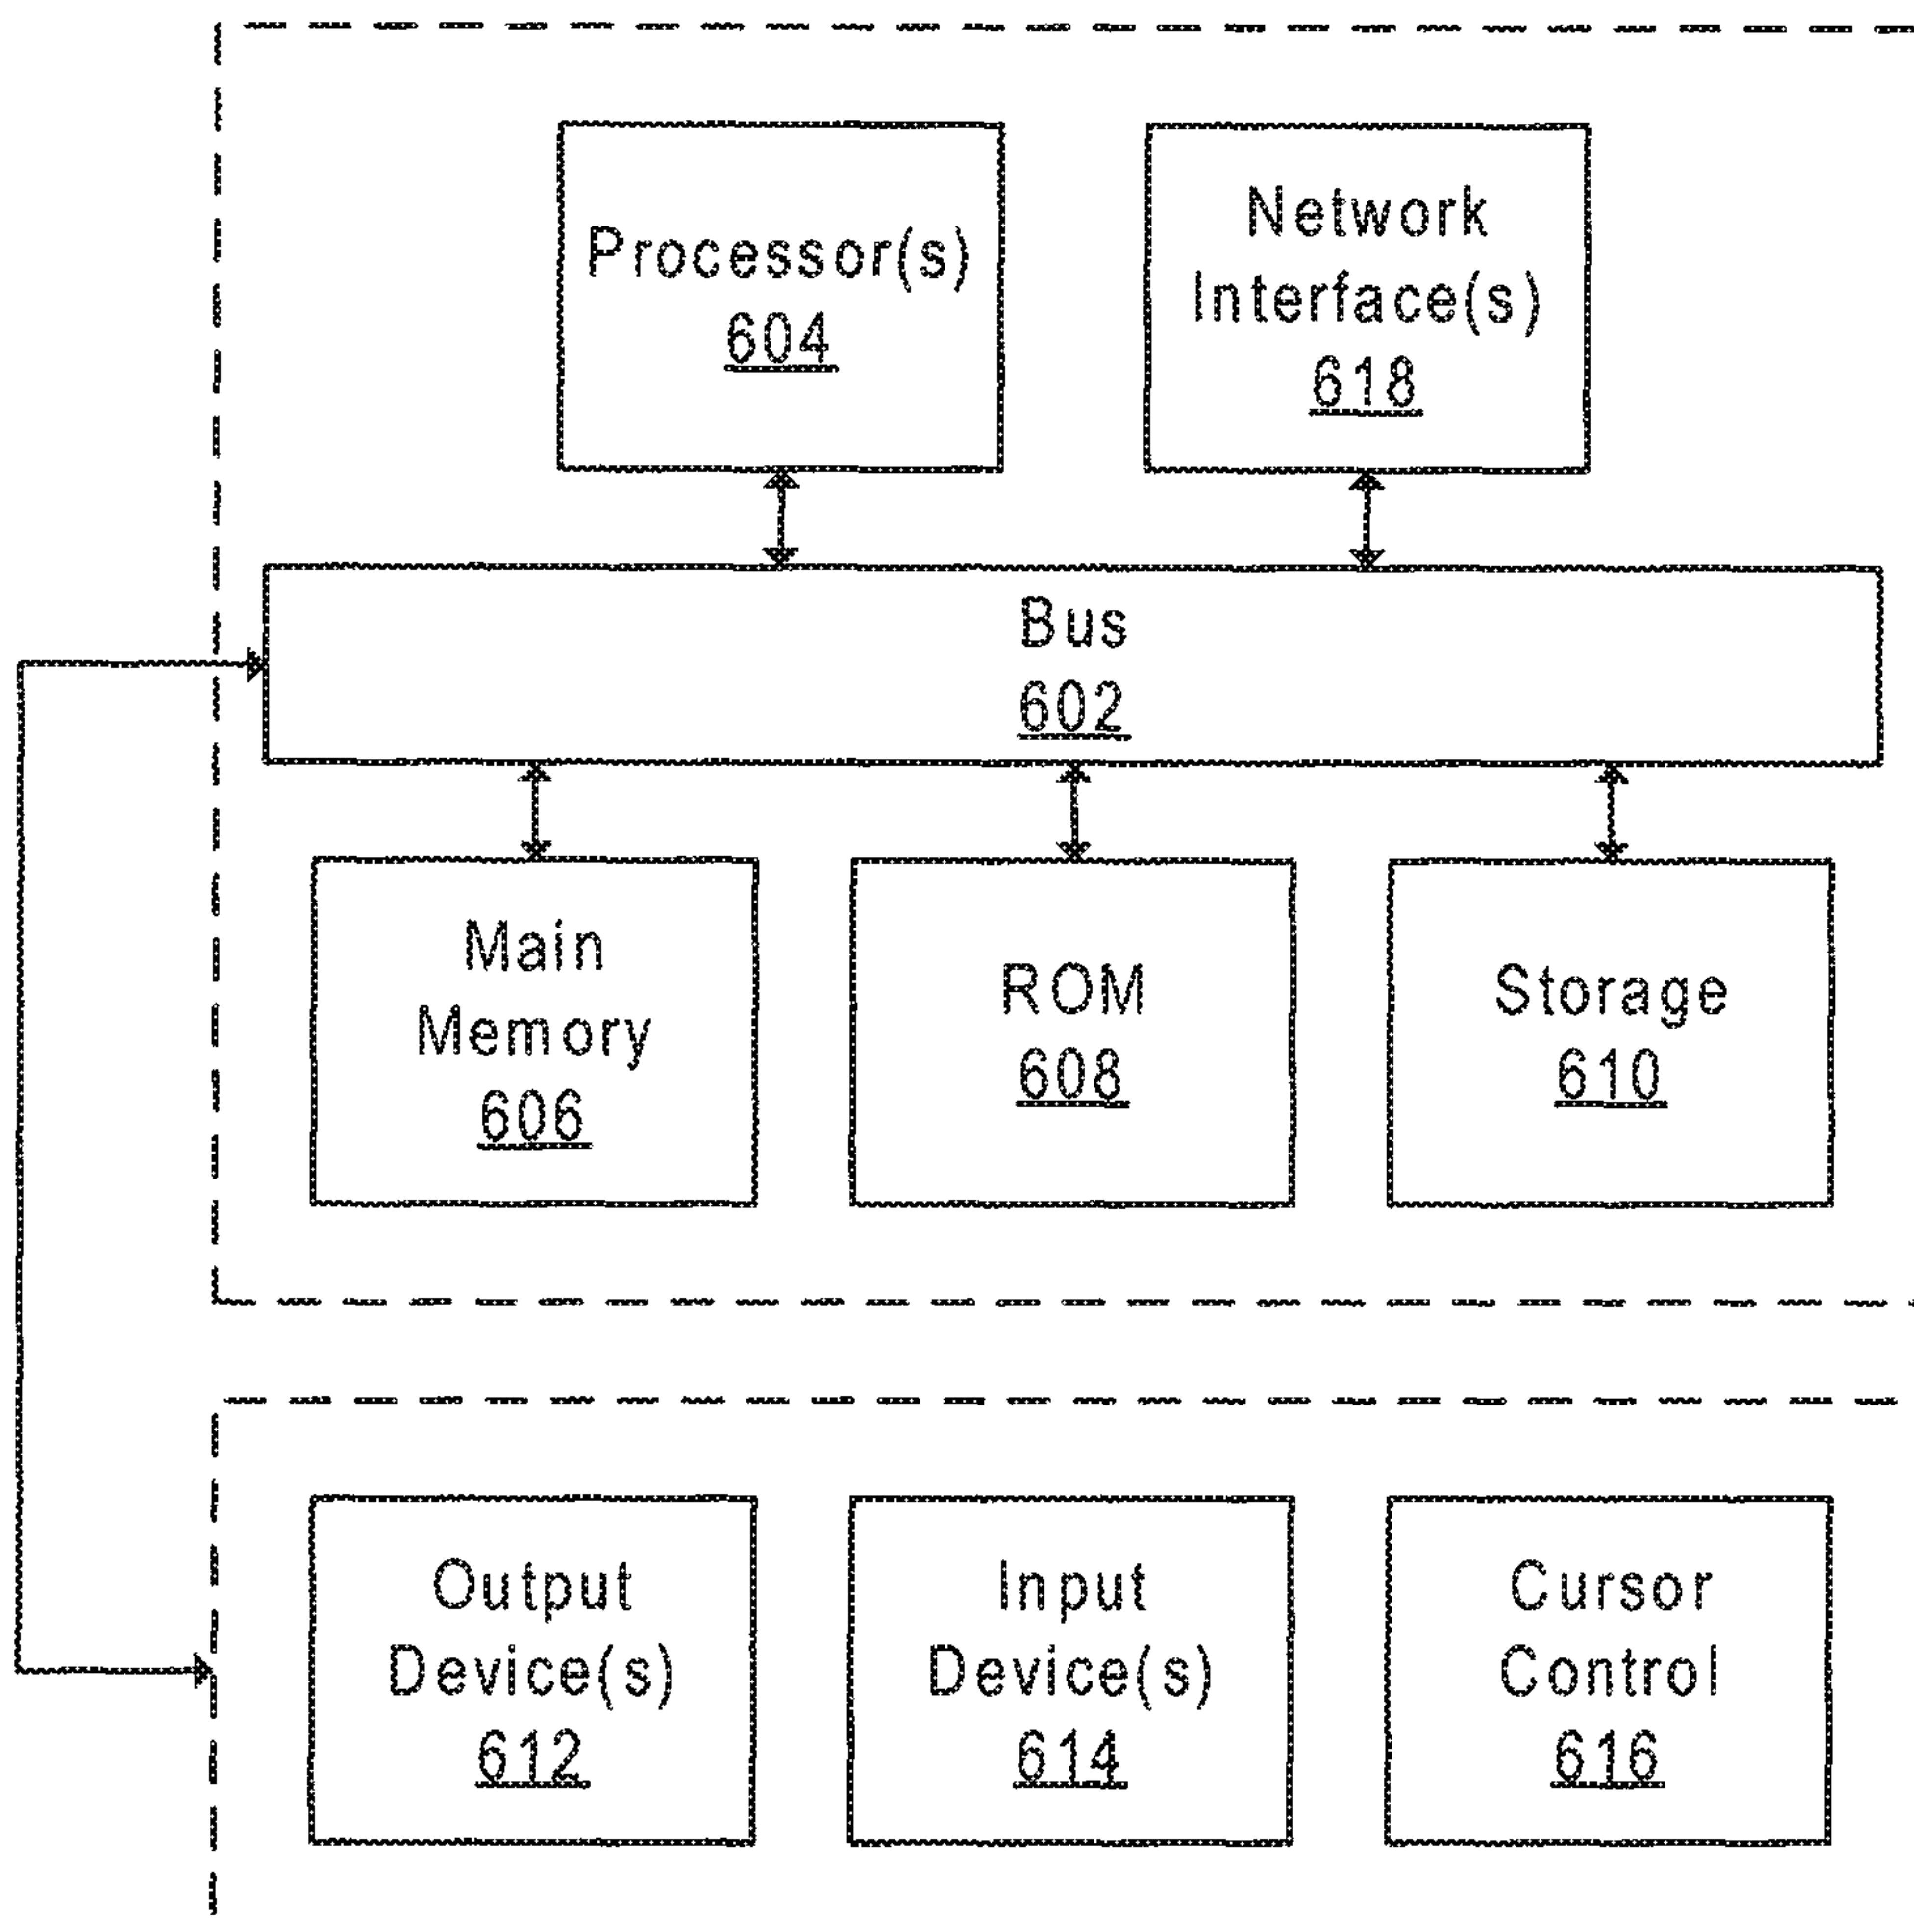 Processor(s)
604
Network
Interface(s)
618
Bus
602
Main
Memory
606
ROM
608
Storage
610
Output
Device(s)
612
Input
Device(s)
614
Cursor
Control
616